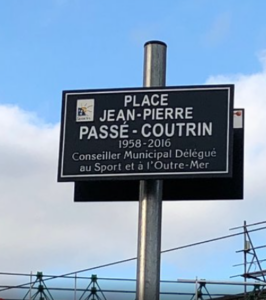 PLACE
JEAN-PIERRE
PASSÉ - COUTRIN
1958-2016
Conseiller Municipal Délégué
au Sport et à l'Outre-Mer